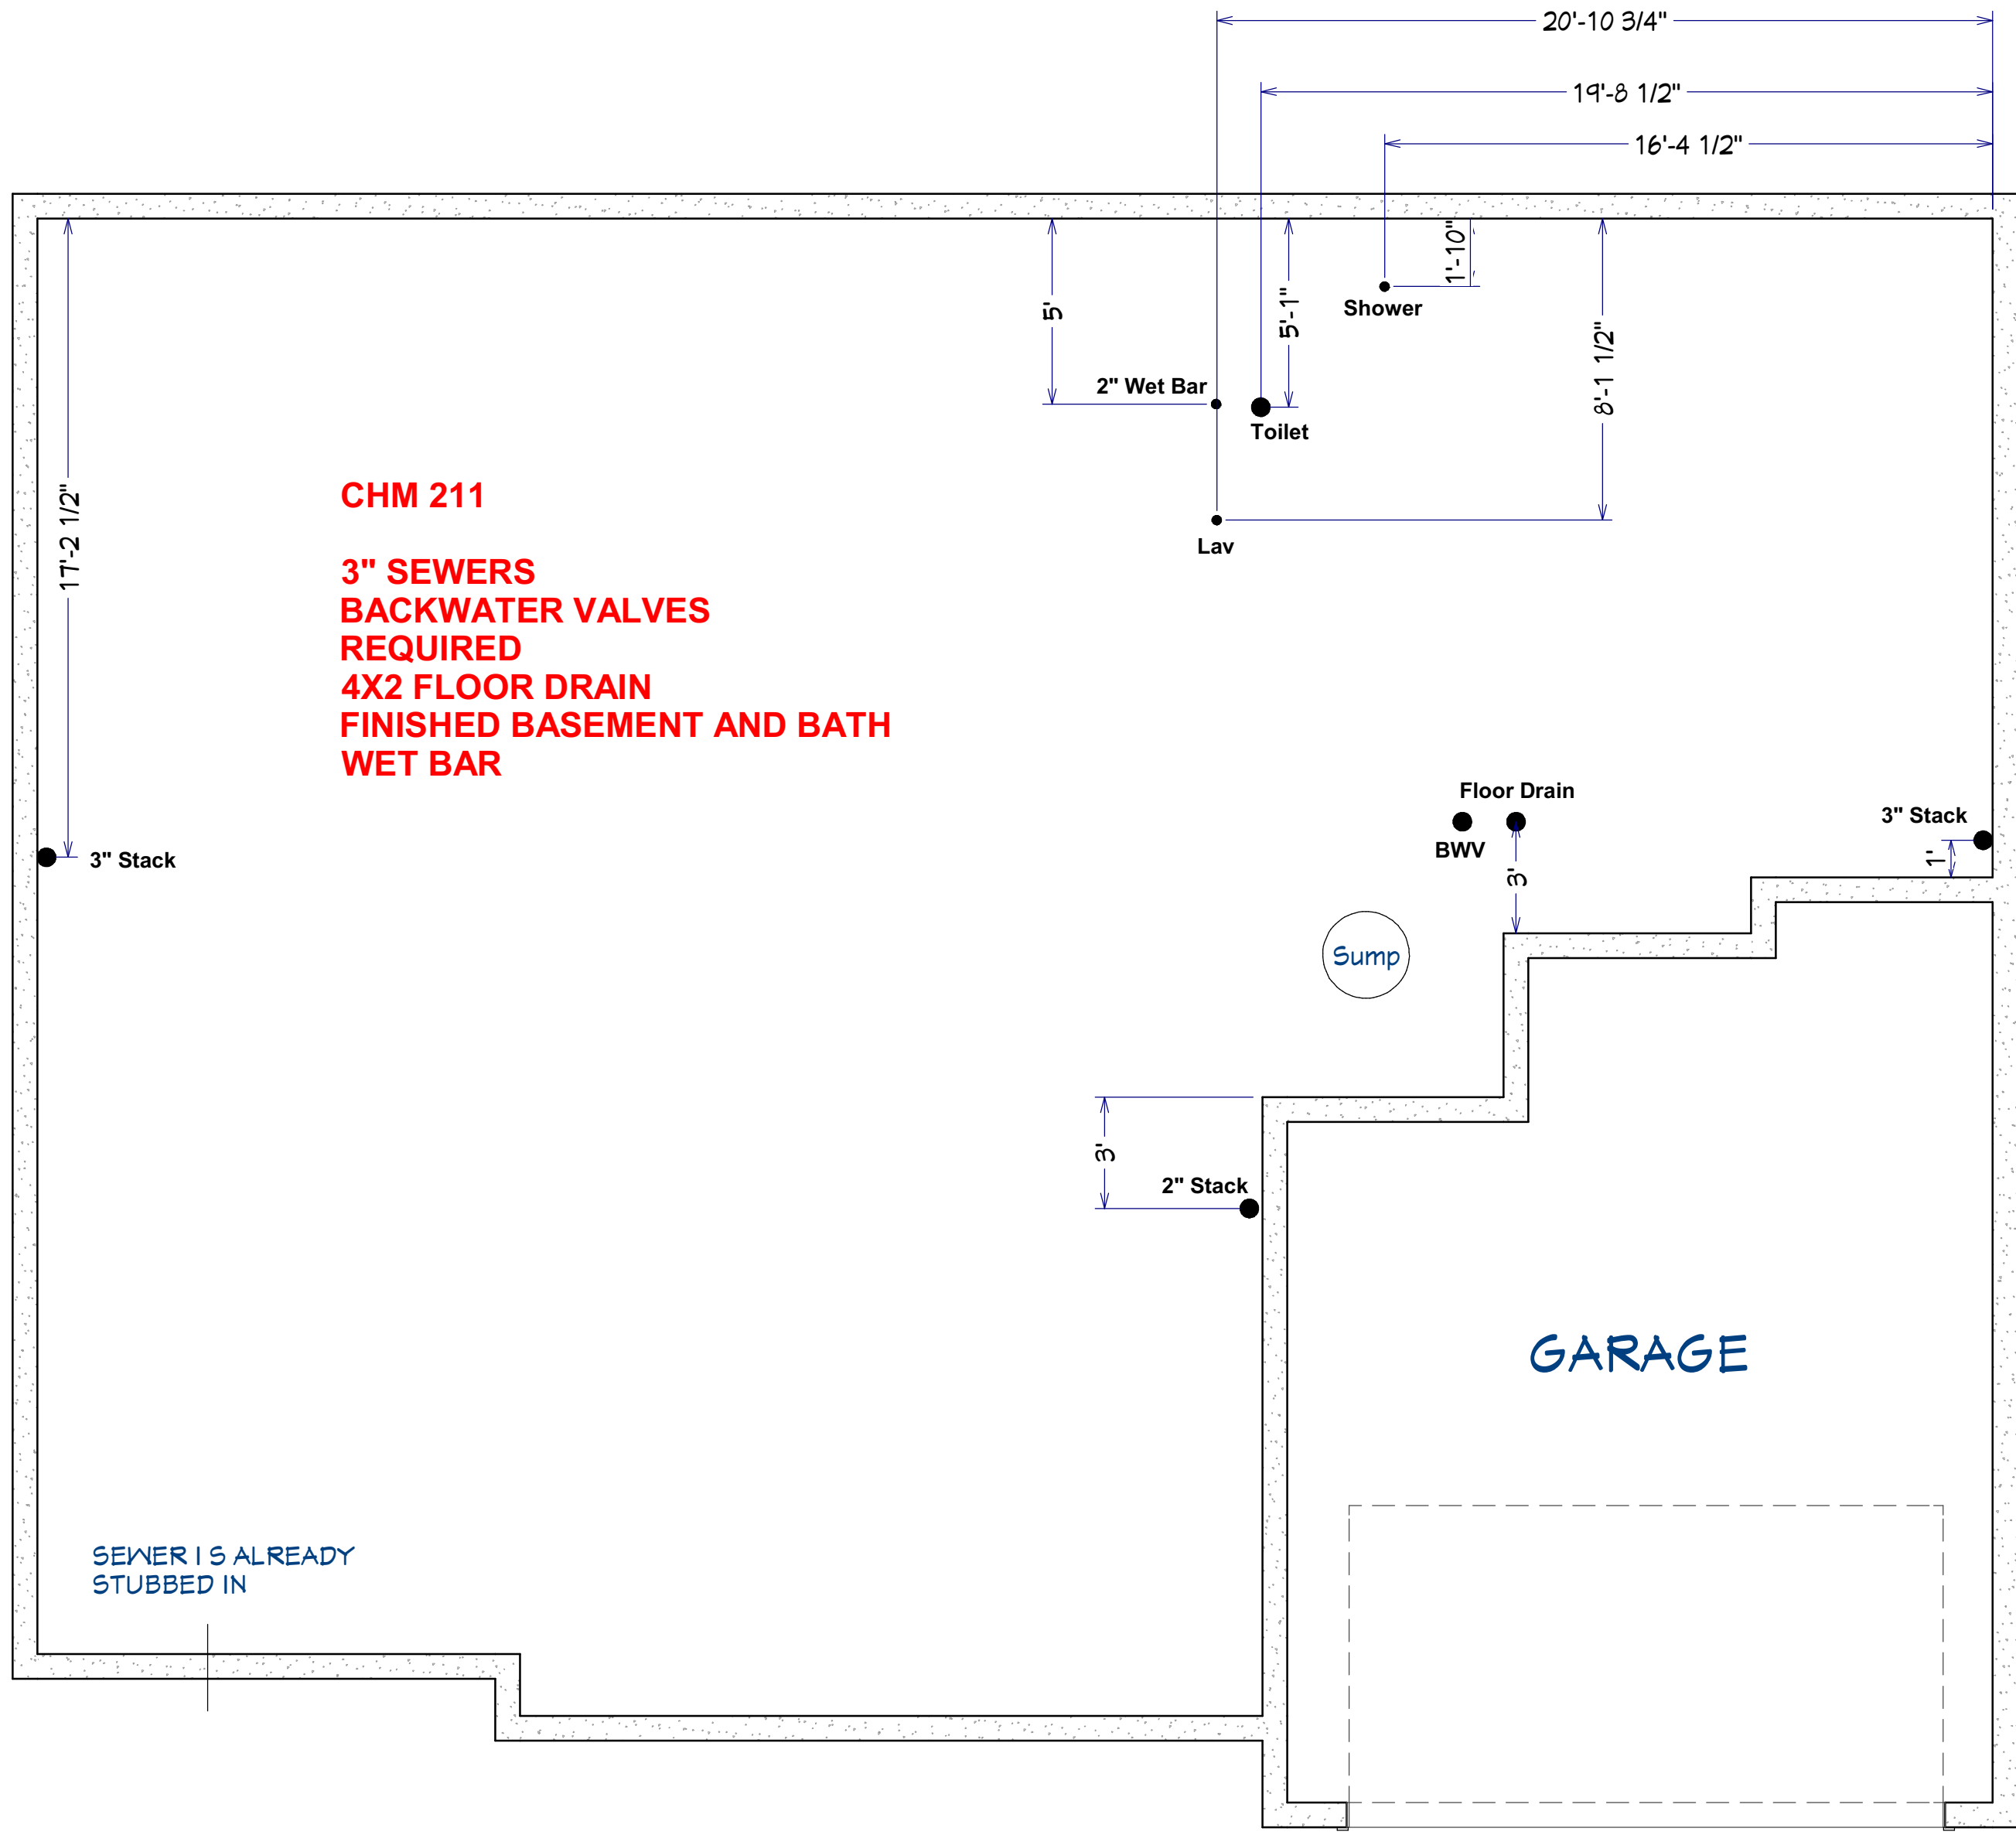 20'-10 3/4"
19'-8 1/2"
16'-4 1/2"
1'-10"
5'
5'-1"
Shower
8'-1 1/2"
2" Wet Bar
Toilet
17'-2 1/2"
CHM 211
Lav
3" SEWERS
BACKWATER VALVES
REQUIRED
4X2 FLOOR DRAIN
FINISHED BASEMENT AND BATH
WET BAR
Floor Drain
3" Stack
BWV
3" Stack
1'
3'
Sump
3'
2" Stack
GARAGE
SEWER I S ALREADY
STUBBED IN